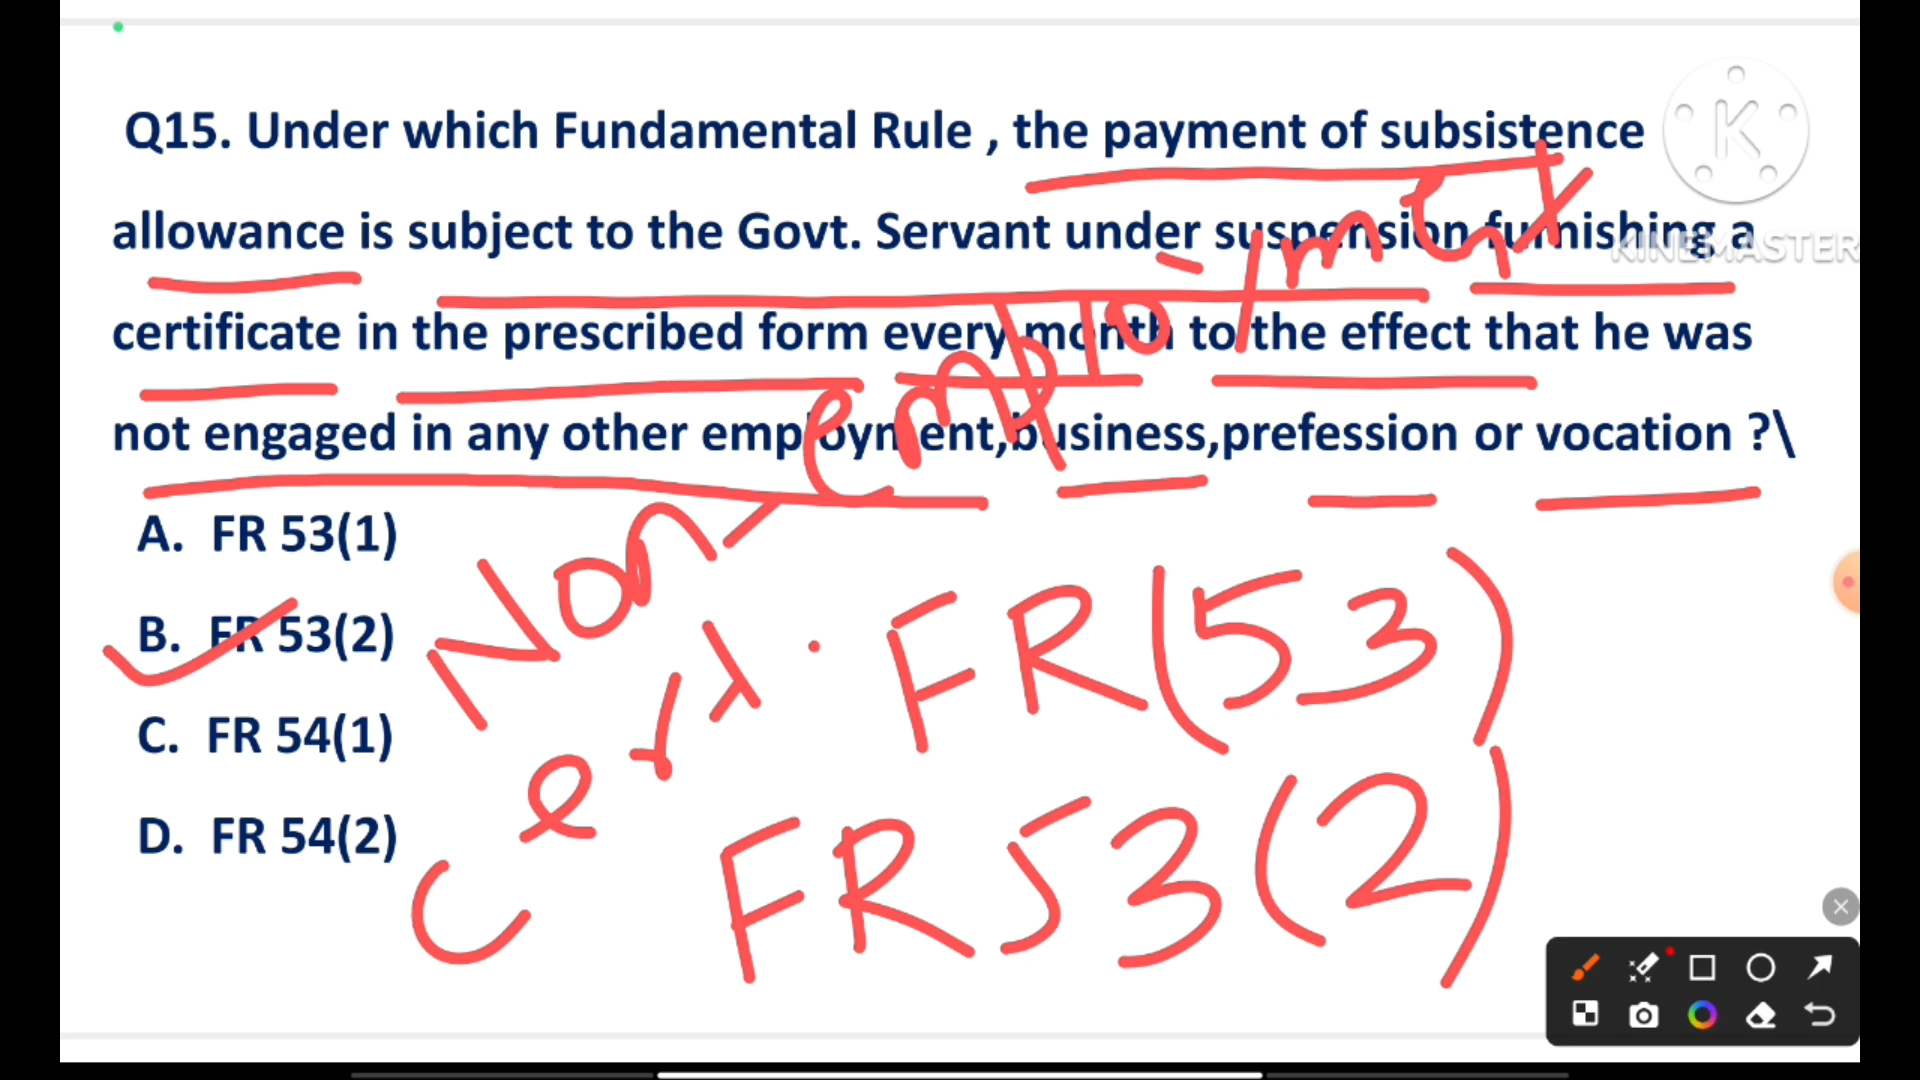 Q15. Under which Fundamental Rule , the payment of subsistence
allowance is subject to the Govt. Servant under suspension furnishing a
certificate in the prescribed form every month to the effect that he was
not engaged in any other employment,business,prefession or vocation ?\
A. FR 53(1)
B. FR 53(2)
C. FR 54(1)
D. FR 54(2)
Non-employment
Cert.
FR(53)
FR53(2)
K
KINEMASTER